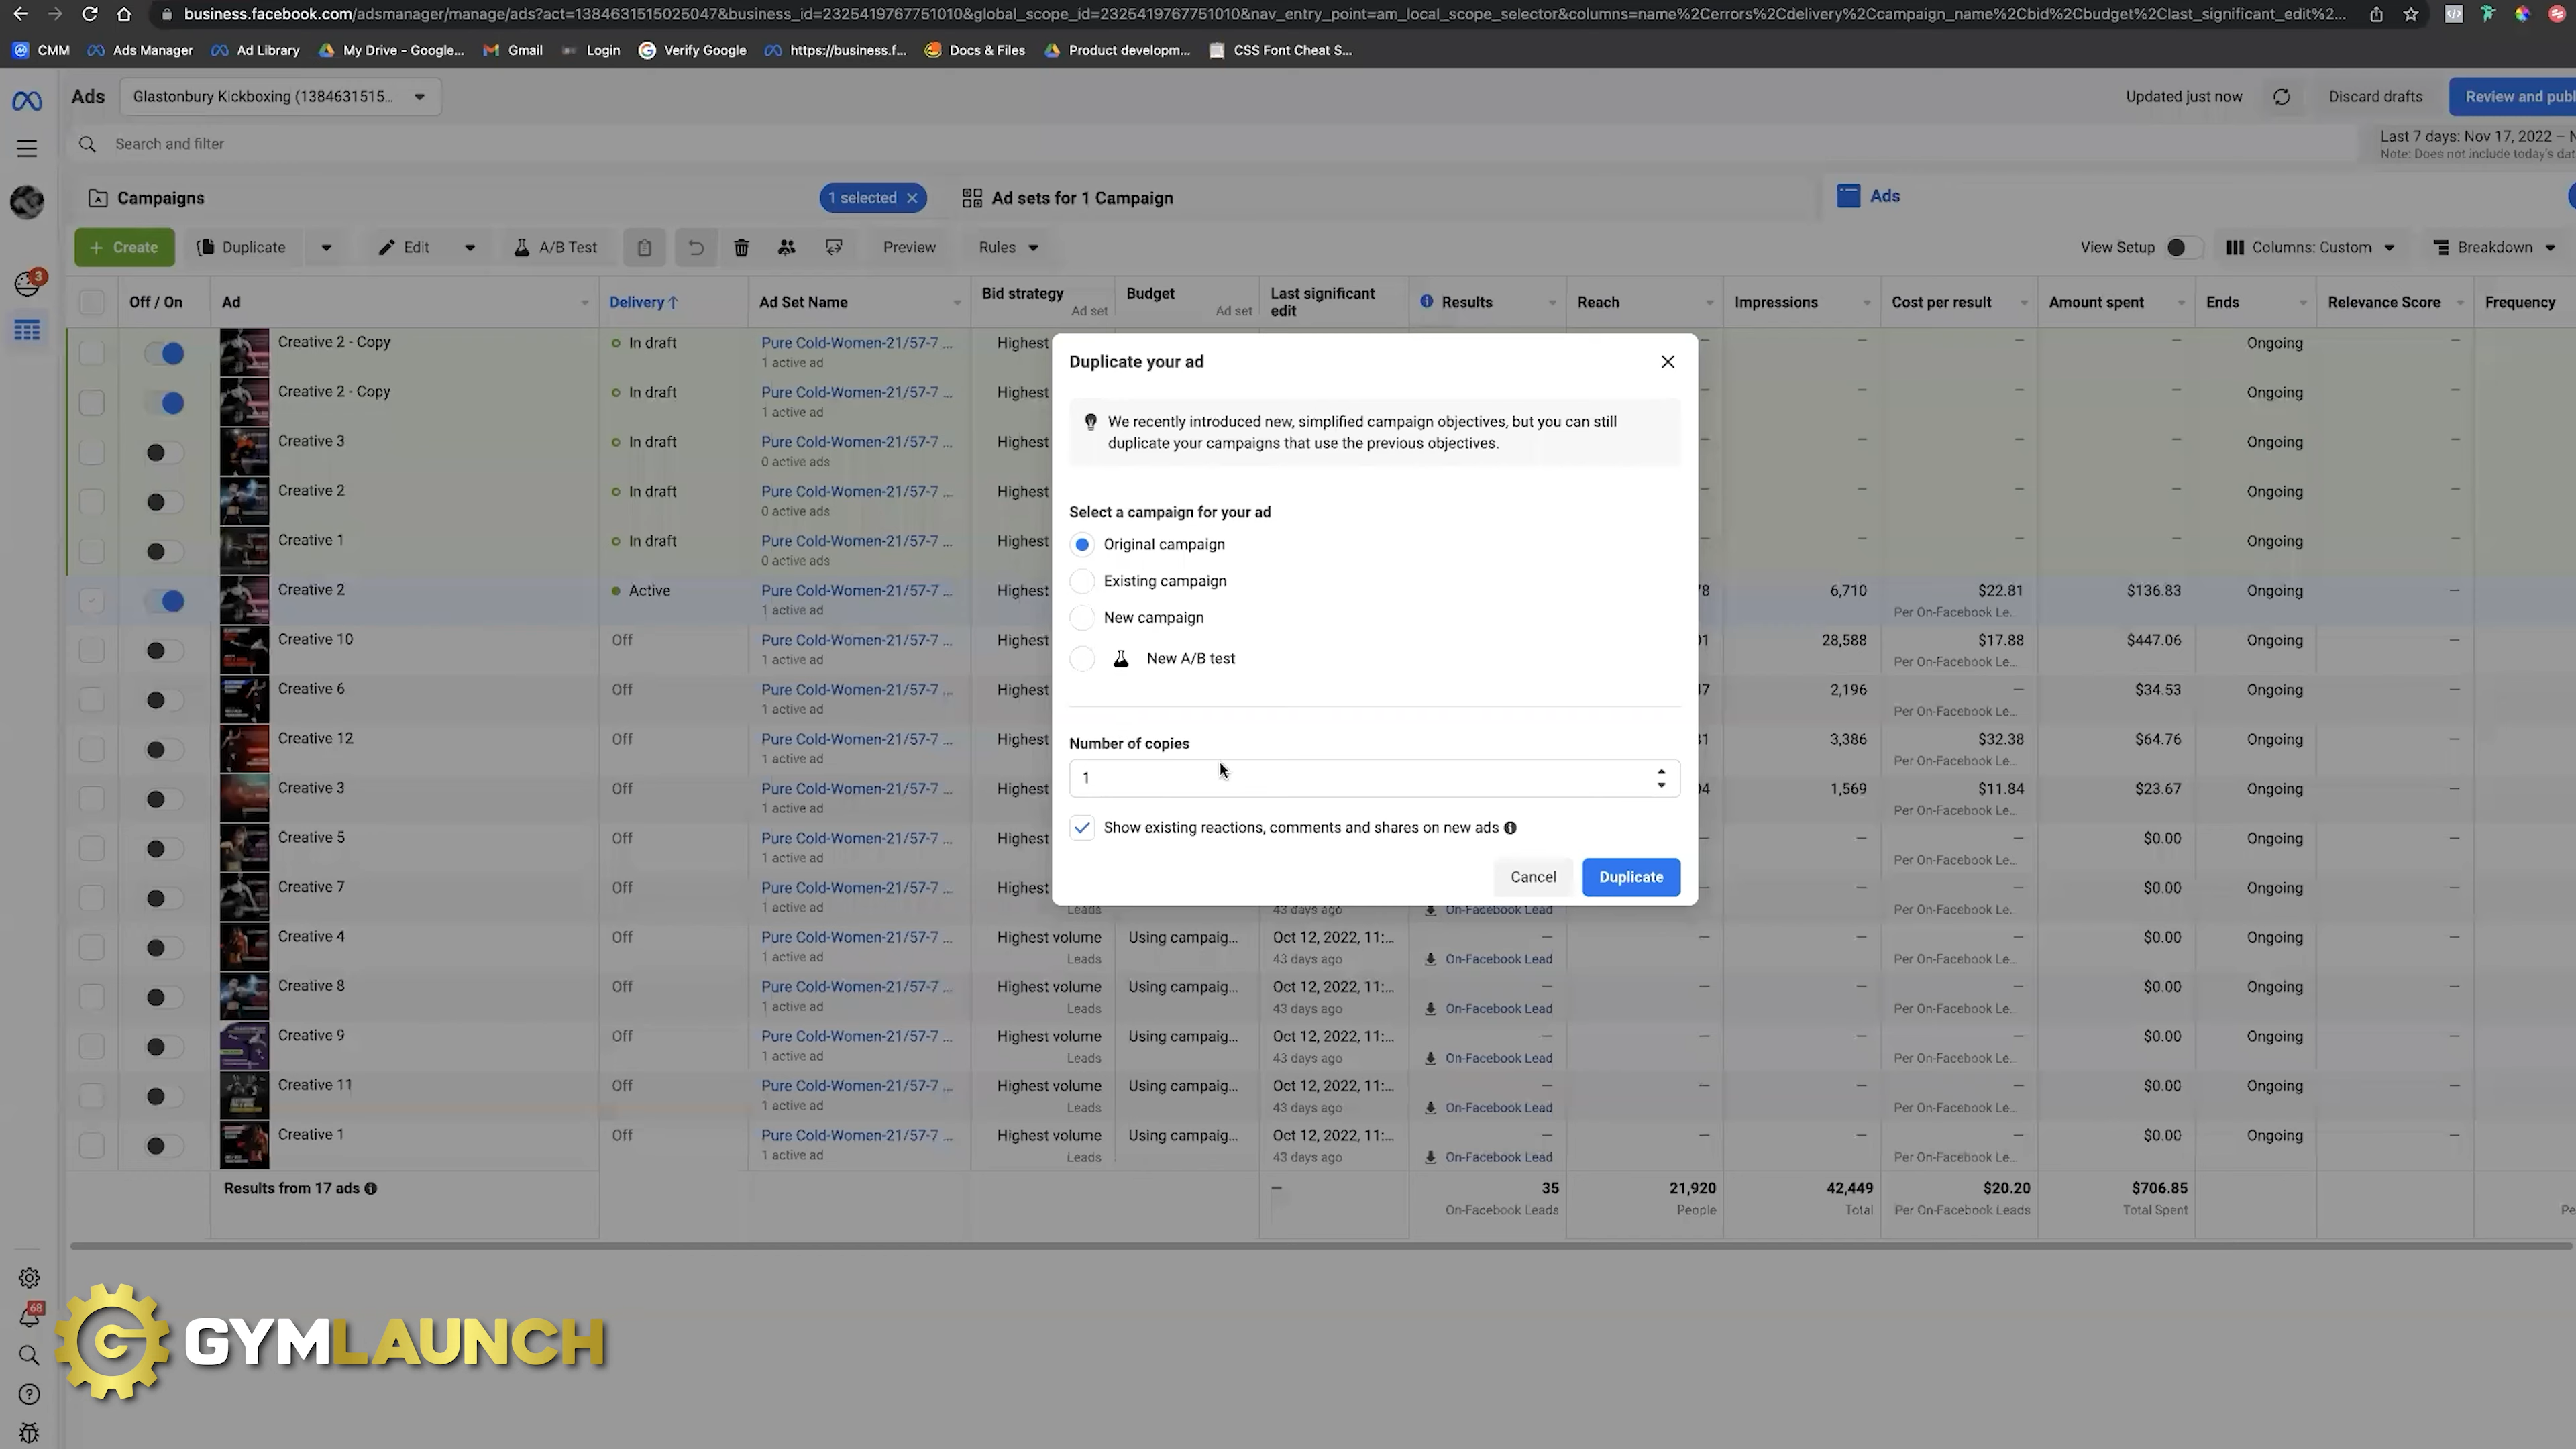 business.facebook.com/adsmanager/manage/ads?act=1384631515025047&business_id=2325419767751010&global_scope_id=2325419767751010&nav_entry_point=am_local_scope_selector&columns=name%2Cerrors%2Cdelivery%2Ccampaign_name%2Cbid%2Cbudget%2Clast_significant_edit%2...
CMM Ads Manager Ad Library My Drive - Google... Gmail Login Verify Google https://business.f... Docs & Files Product developm... CSS Font Cheat S...
Ads Glastonbury Kickboxing (1384631515... Updated just now Discard drafts Review and publ
Search and filter Last 7 days: Nov 17, 2022 –
Note: Does not include today's dat
Campaigns 1 selected Ad sets for 1 Campaign Ads
+ Create Duplicate Edit A/B Test Preview Rules View Setup Columns: Custom Breakdown
3
Off / On Ad Delivery ↑ Ad Set Name Bid strategy Budget Last significant edit Results Reach Impressions Cost per result Amount spent Ends Relevance Score Frequency
Ad set Ad set
Creative 2 - Copy In draft Pure Cold-Women-21/57-7 ... Highest — — — — Ongoing —
1 active ad
Creative 2 - Copy In draft Pure Cold-Women-21/57-7 ... Highest — — — — Ongoing —
1 active ad
Creative 3 In draft Pure Cold-Women-21/57-7 ... Highest — — — — Ongoing —
0 active ads
Creative 2 In draft Pure Cold-Women-21/57-7 ... Highest — — — — Ongoing —
0 active ads
Creative 1 In draft Pure Cold-Women-21/57-7 ... Highest — — — — Ongoing —
0 active ads
Creative 2 Active Pure Cold-Women-21/57-7 ... Highest 78 6,710 $22.81 $136.83 Ongoing —
1 active ad Per On-Facebook Le...
Creative 10 Off Pure Cold-Women-21/57-7 ... Highest 01 28,588 $17.88 $447.06 Ongoing —
1 active ad Per On-Facebook Le...
Creative 6 Off Pure Cold-Women-21/57-7 ... Highest 47 2,196 — $34.53 Ongoing —
1 active ad Per On-Facebook Le...
Creative 12 Off Pure Cold-Women-21/57-7 ... Highest 31 3,386 $32.38 $64.76 Ongoing —
1 active ad Per On-Facebook Le...
Creative 3 Off Pure Cold-Women-21/57-7 ... Highest 04 1,569 $11.84 $23.67 Ongoing —
1 active ad Per On-Facebook Le...
Creative 5 Off Pure Cold-Women-21/57-7 ... Highest — — — $0.00 Ongoing —
1 active ad Per On-Facebook Le...
Creative 7 Off Pure Cold-Women-21/57-7 ... Highest — — — $0.00 Ongoing —
1 active ad Leads 43 days ago On-Facebook Lead Per On-Facebook Le...
Creative 4 Off Pure Cold-Women-21/57-7 ... Highest volume Using campaig... Oct 12, 2022, 11:... — — — — $0.00 Ongoing —
1 active ad Leads 43 days ago On-Facebook Lead Per On-Facebook Le...
Creative 8 Off Pure Cold-Women-21/57-7 ... Highest volume Using campaig... Oct 12, 2022, 11:... — — — — $0.00 Ongoing —
1 active ad Leads 43 days ago On-Facebook Lead Per On-Facebook Le...
Creative 9 Off Pure Cold-Women-21/57-7 ... Highest volume Using campaig... Oct 12, 2022, 11:... — — — — $0.00 Ongoing —
1 active ad Leads 43 days ago On-Facebook Lead Per On-Facebook Le...
Creative 11 Off Pure Cold-Women-21/57-7 ... Highest volume Using campaig... Oct 12, 2022, 11:... — — — — $0.00 Ongoing —
1 active ad Leads 43 days ago On-Facebook Lead Per On-Facebook Le...
Creative 1 Off Pure Cold-Women-21/57-7 ... Highest volume Using campaig... Oct 12, 2022, 11:... — — — — $0.00 Ongoing —
1 active ad Leads 43 days ago On-Facebook Lead Per On-Facebook Le...
Results from 17 ads — 35 21,920 42,449 $20.20 $706.85
On-Facebook Leads People Total Per On-Facebook Leads Total Spent Pe
Duplicate your ad
We recently introduced new, simplified campaign objectives, but you can still
duplicate your campaigns that use the previous objectives.
Select a campaign for your ad
Original campaign
Existing campaign
New campaign
New A/B test
Number of copies
1
Show existing reactions, comments and shares on new ads
Cancel Duplicate
68
G GYMLAUNCH